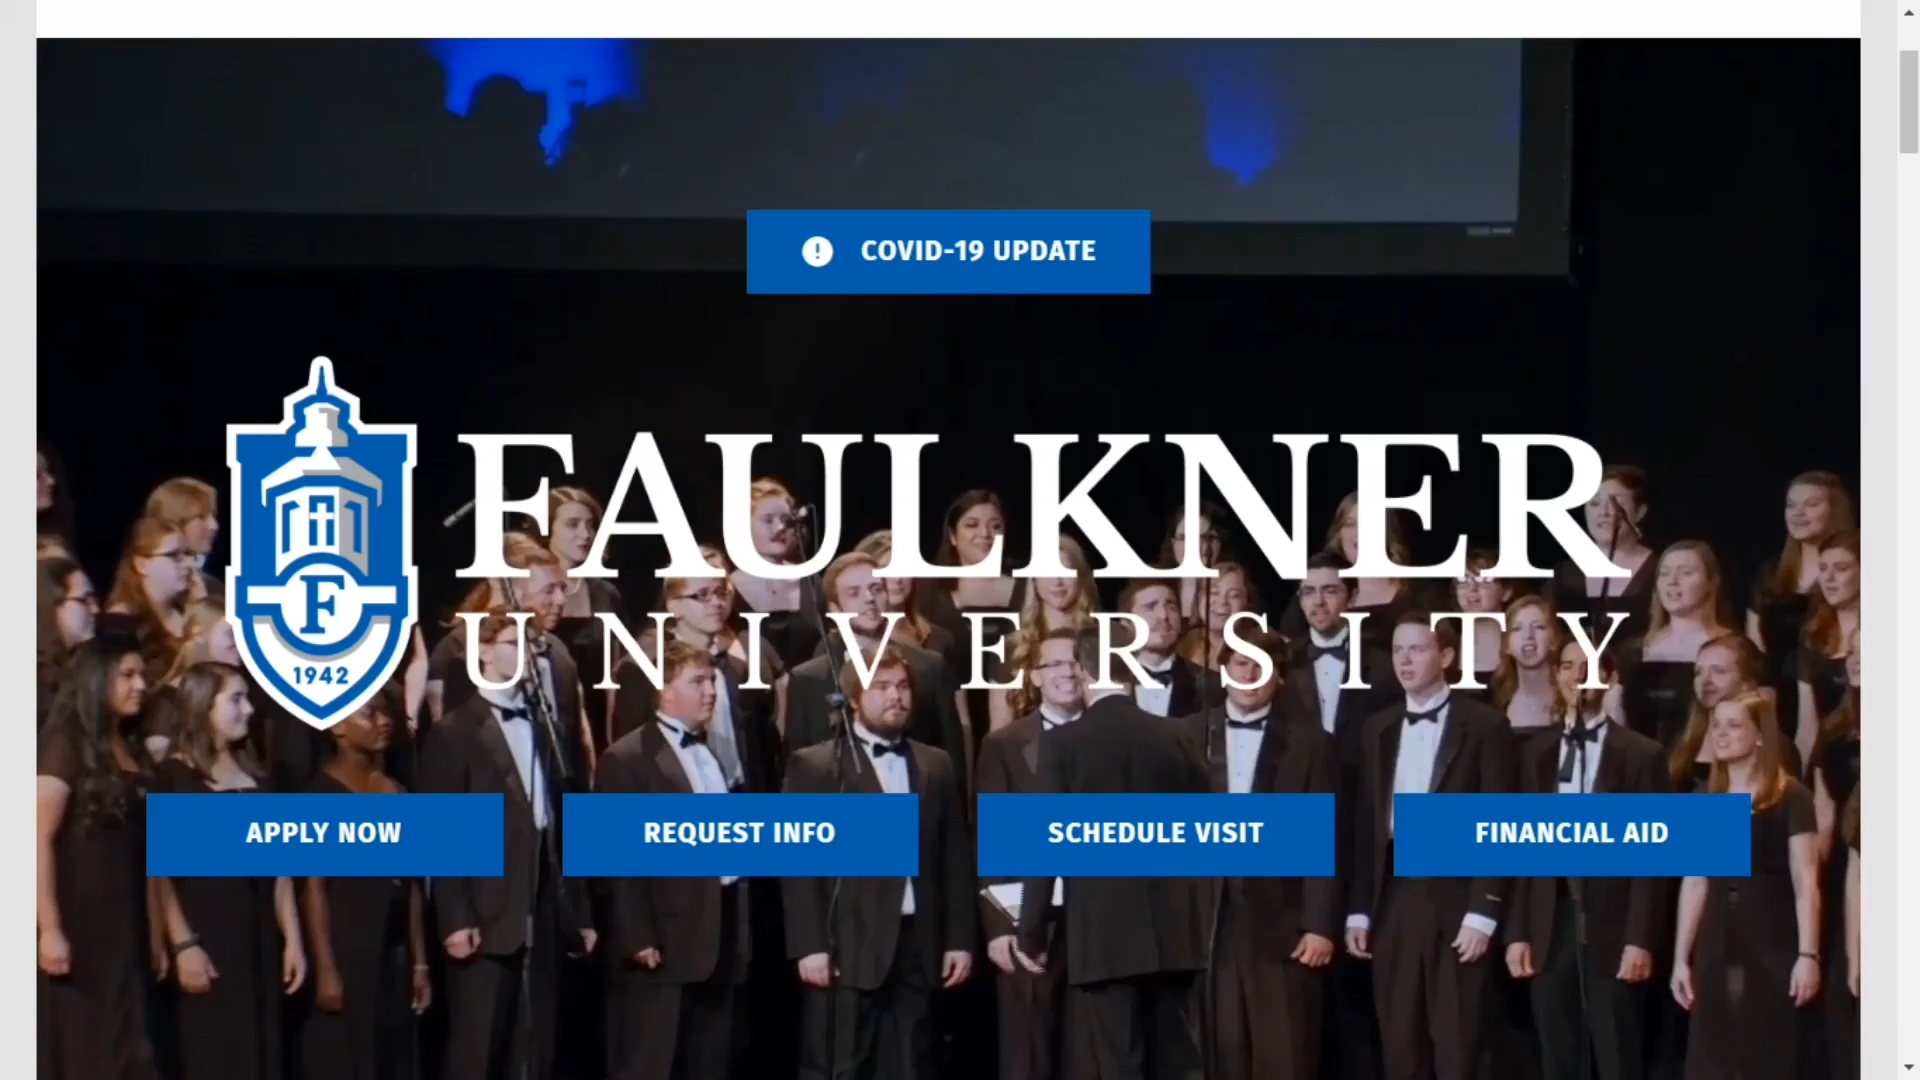 COVID-19 UPDATE
FAULKNER
UNIVERSITY
F
1942
APPLY NOW
REQUEST INFO
SCHEDULE VISIT
FINANCIAL AID